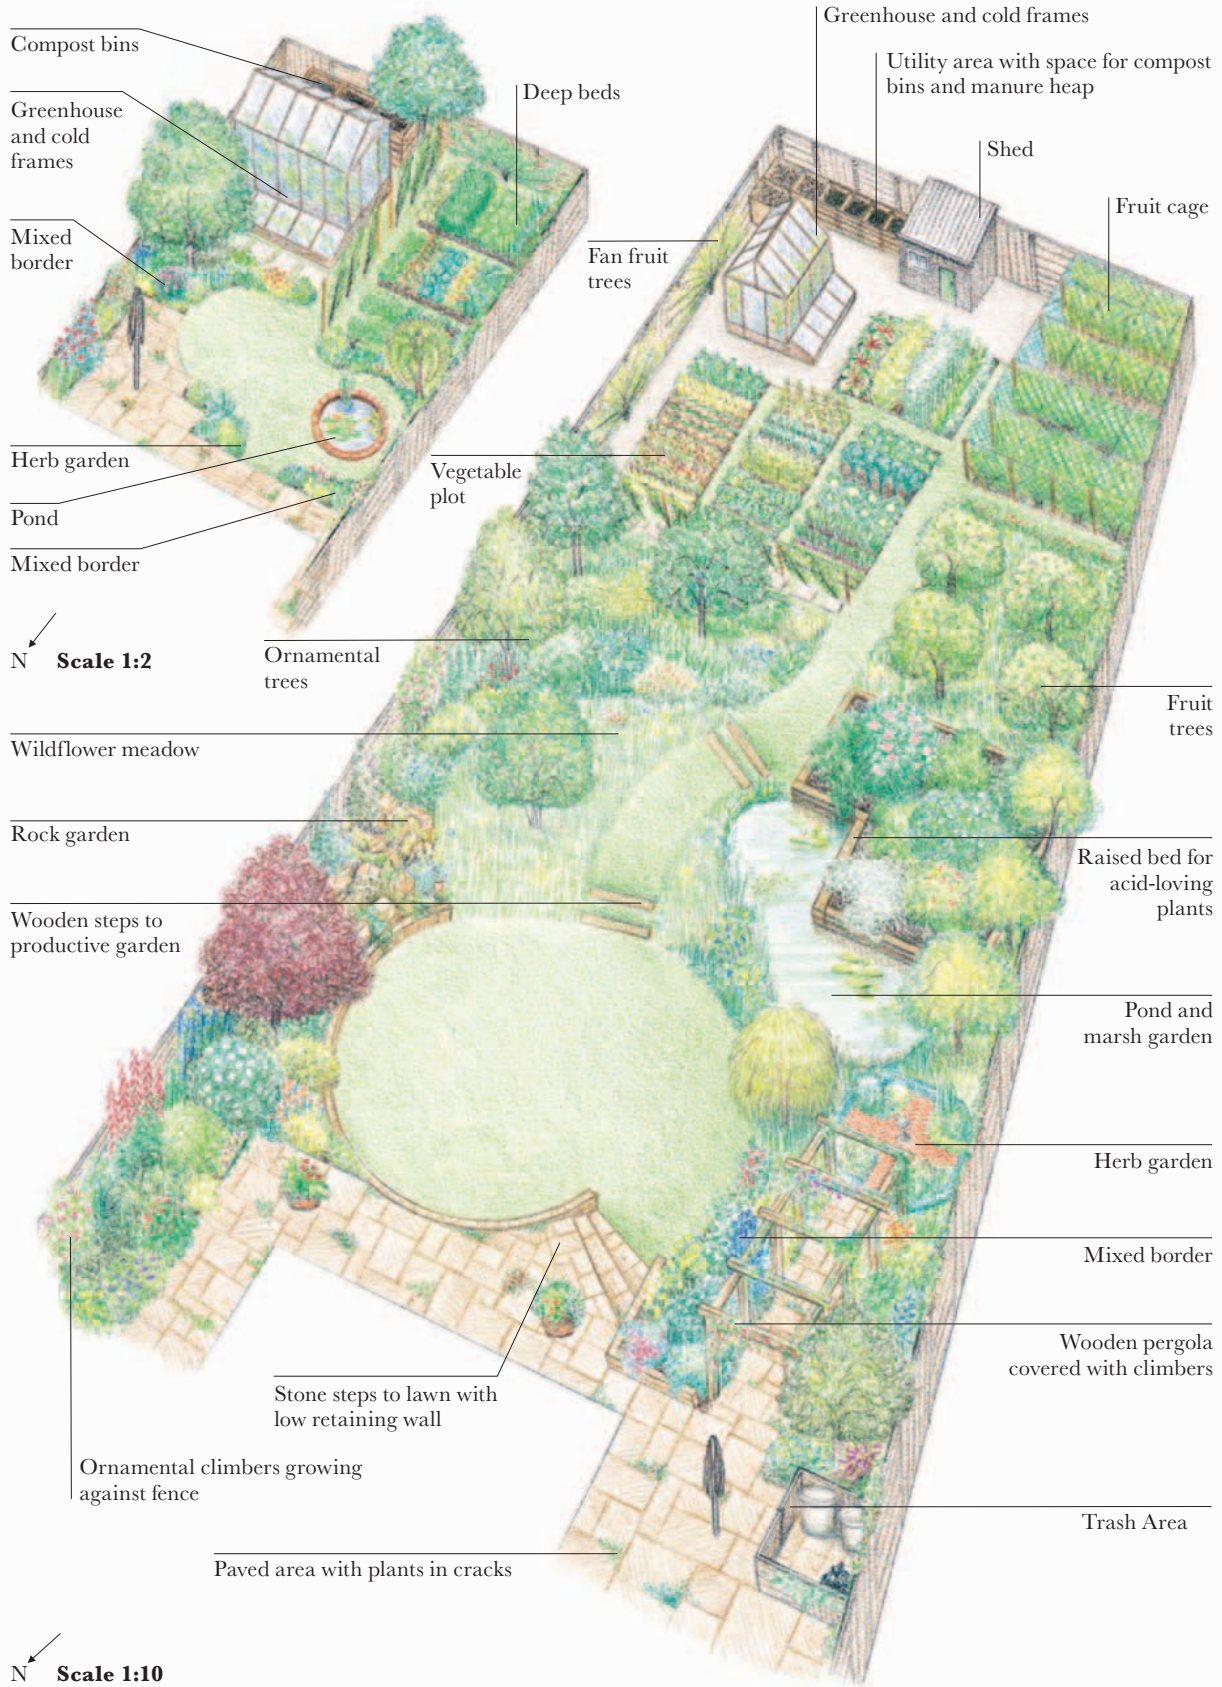 Compost bins
Greenhouse
and cold
frames
Mixed
border
Herb garden
Pond
Mixed border
Deep beds
N Scale 1:2
Greenhouse and cold frames
Utility area with space for compost
bins and manure heap
Shed
Fruit cage
Fan fruit
trees
Vegetable
plot
Ornamental
trees
Wildflower meadow
Rock garden
Wooden steps to
productive garden
Fruit
trees
Raised bed for
acid-loving
plants
Pond and
marsh garden
Herb garden
Mixed border
Wooden pergola
covered with climbers
Stone steps to lawn with
low retaining wall
Ornamental climbers growing
against fence
Trash Area
Paved area with plants in cracks
N Scale 1:10